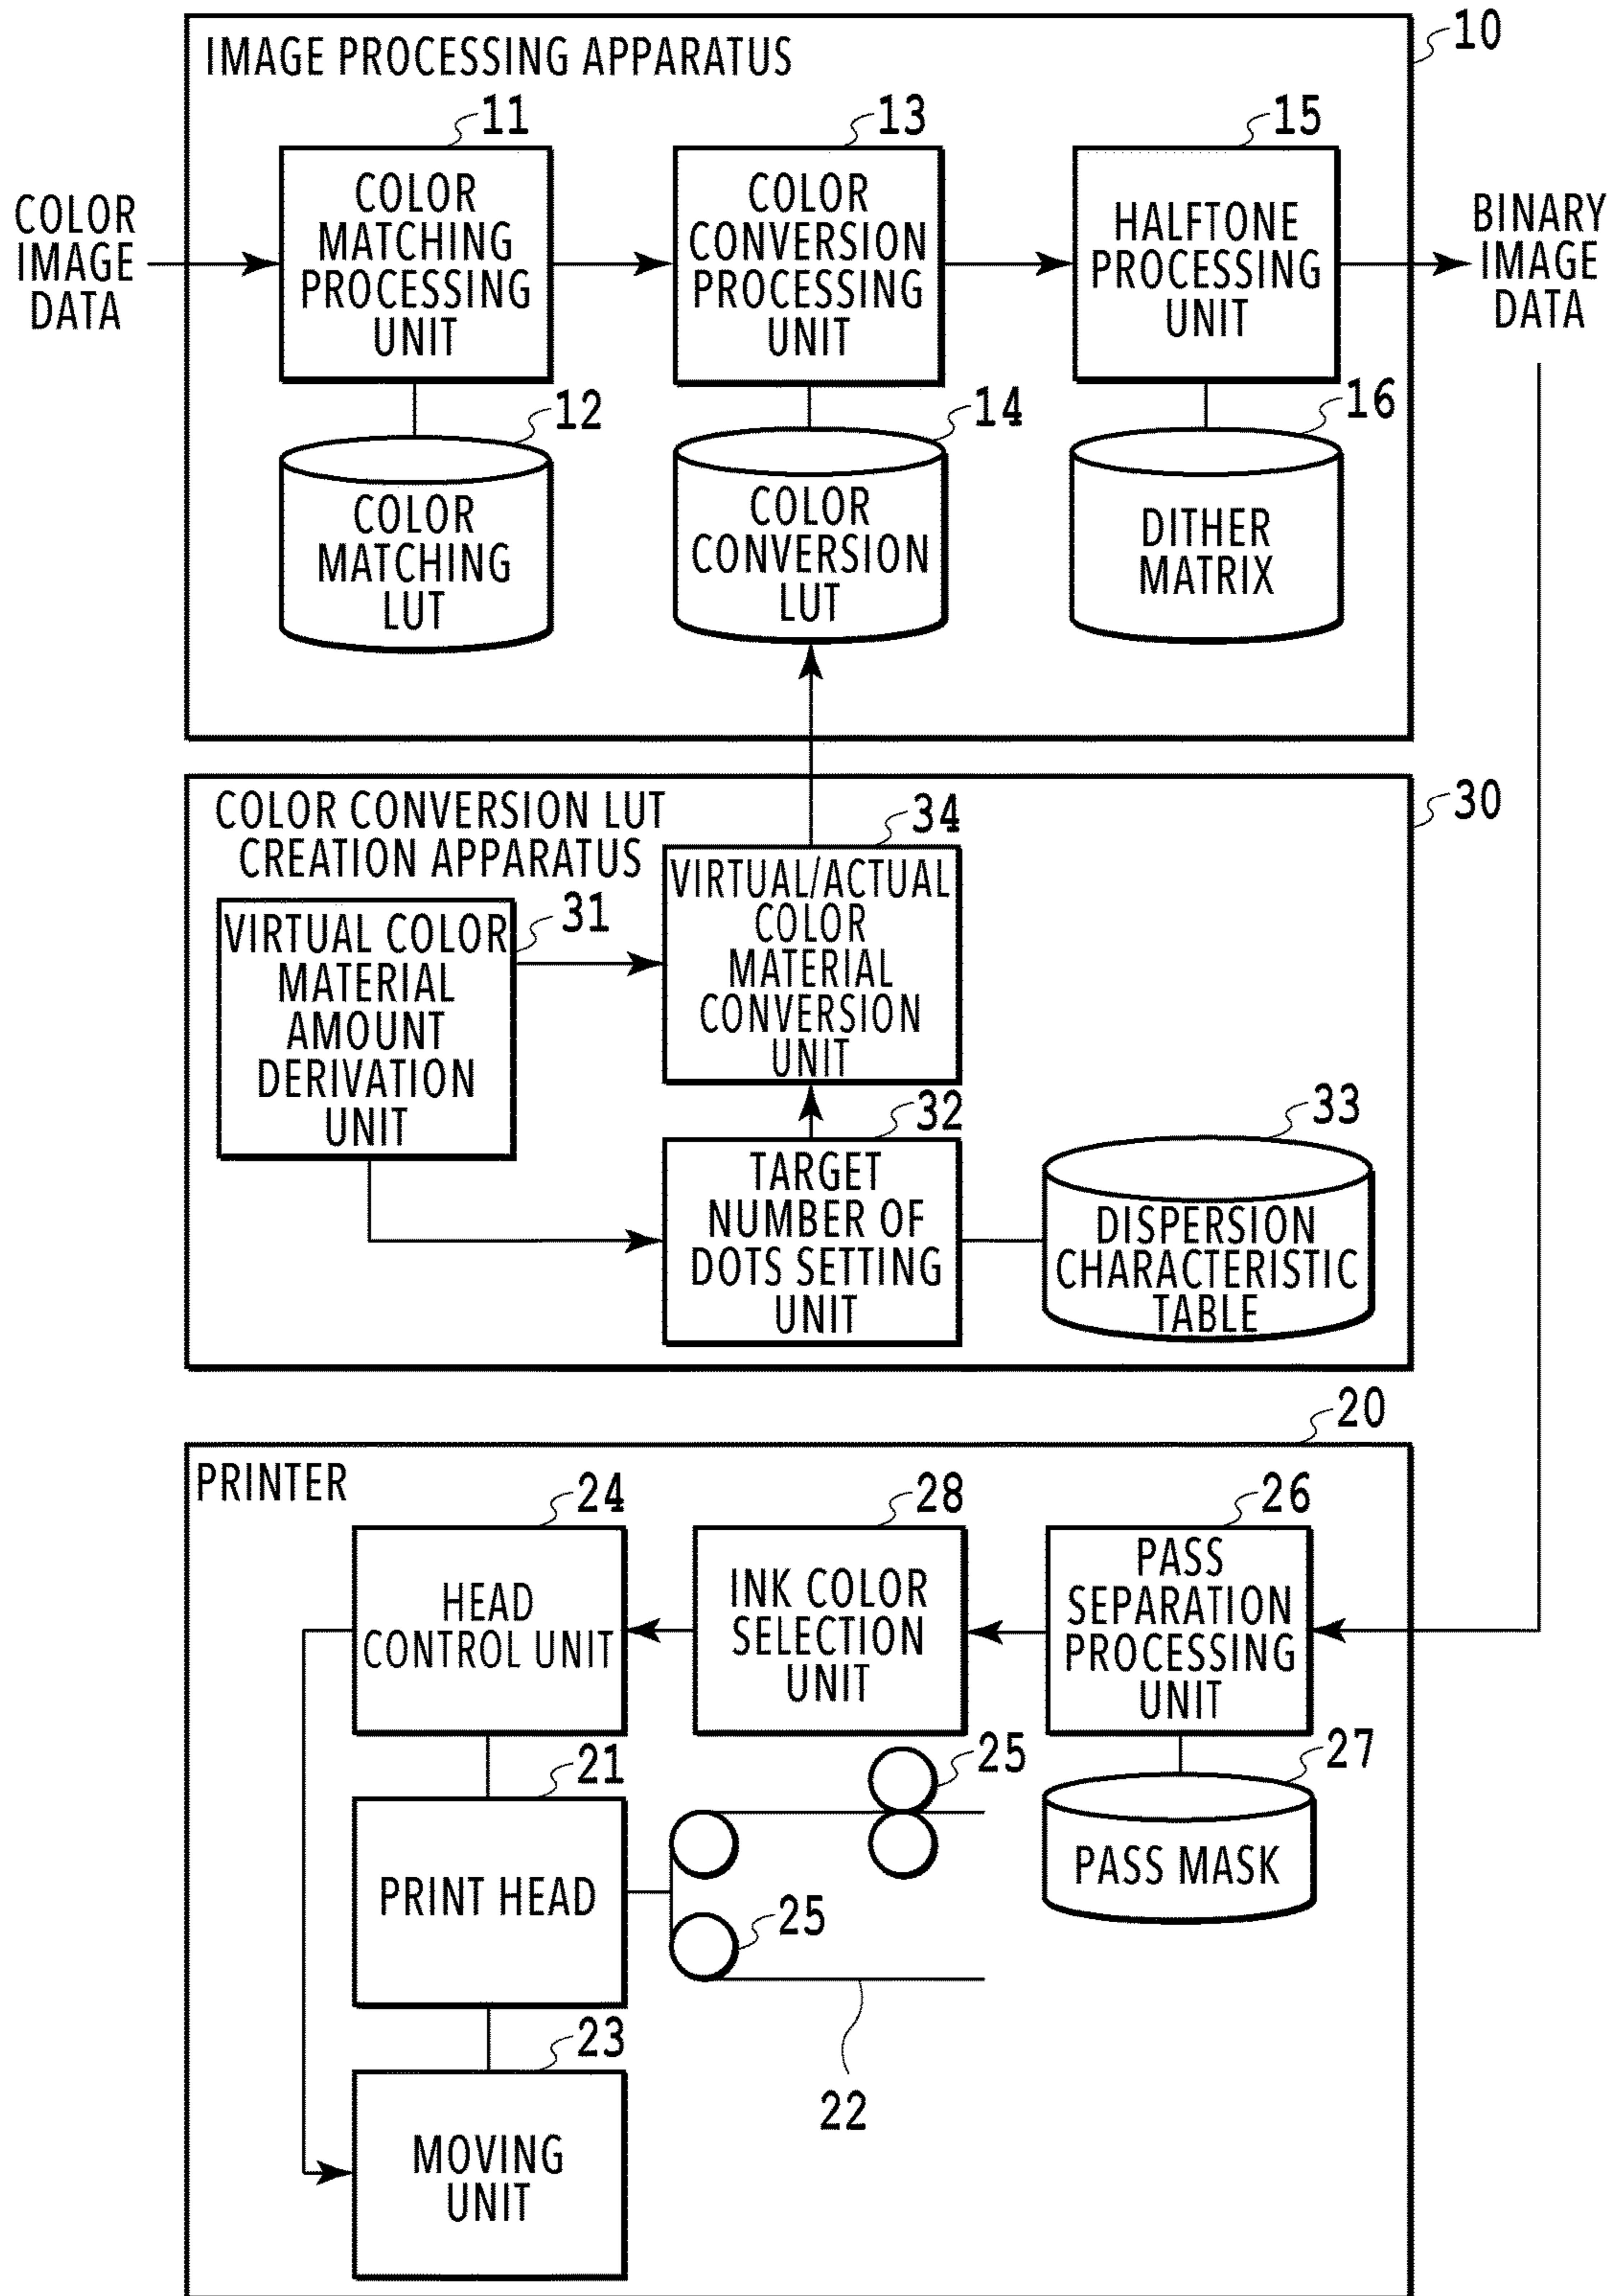 10
IMAGE PROCESSING APPARATUS
11
13
15
COLOR
IMAGE
DATA
COLOR
MATCHING
PROCESSING
UNIT
COLOR
CONVERSION
PROCESSING
UNIT
HALFTONE
PROCESSING
UNIT
BINARY
IMAGE
DATA
12
14
16
COLOR
MATCHING
LUT
COLOR
CONVERSION
LUT
DITHER
MATRIX
30
COLOR CONVERSION LUT
CREATION APPARATUS
34
31
VIRTUAL COLOR
MATERIAL
AMOUNT
DERIVATION
UNIT
VIRTUAL/ACTUAL
COLOR
MATERIAL
CONVERSION
UNIT
32
33
TARGET
NUMBER OF
DOTS SETTING
UNIT
DISPERSION
CHARACTERISTIC
TABLE
20
PRINTER
24
28
26
HEAD
CONTROL UNIT
INK COLOR
SELECTION
UNIT
PASS
SEPARATION
PROCESSING
UNIT
21
25
27
PRINT HEAD
PASS MASK
25
23
22
MOVING
UNIT